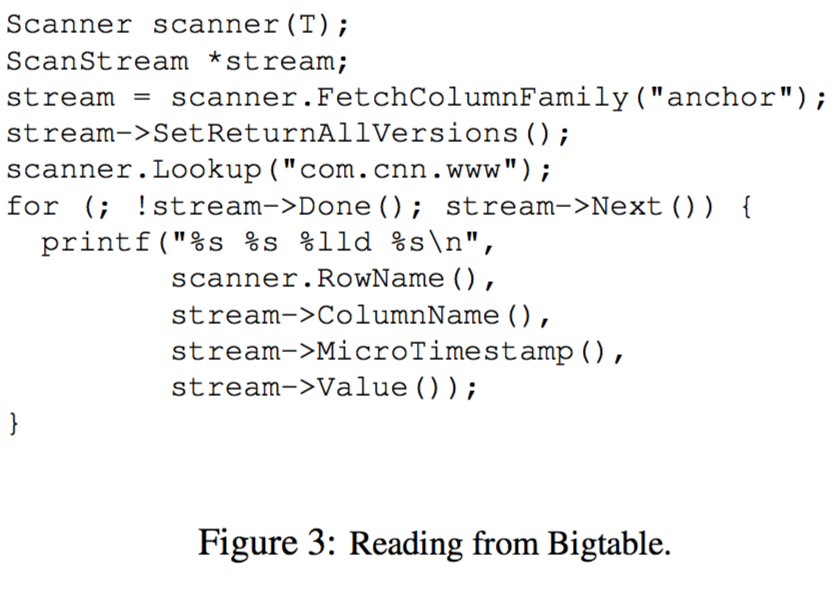 Scanner scanner(T);
ScanStream *stream;
stream = scanner.FetchColumnFamily("anchor");
stream->SetReturnAllVersions();
scanner.Lookup("com.cnn.www");
for (; !stream->Done(); stream->Next()) {
  printf("%s %s %lld %s\n",
         scanner.RowName(),
         stream->ColumnName(),
         stream->MicroTimestamp(),
         stream->Value());
}
Figure 3: Reading from Bigtable.